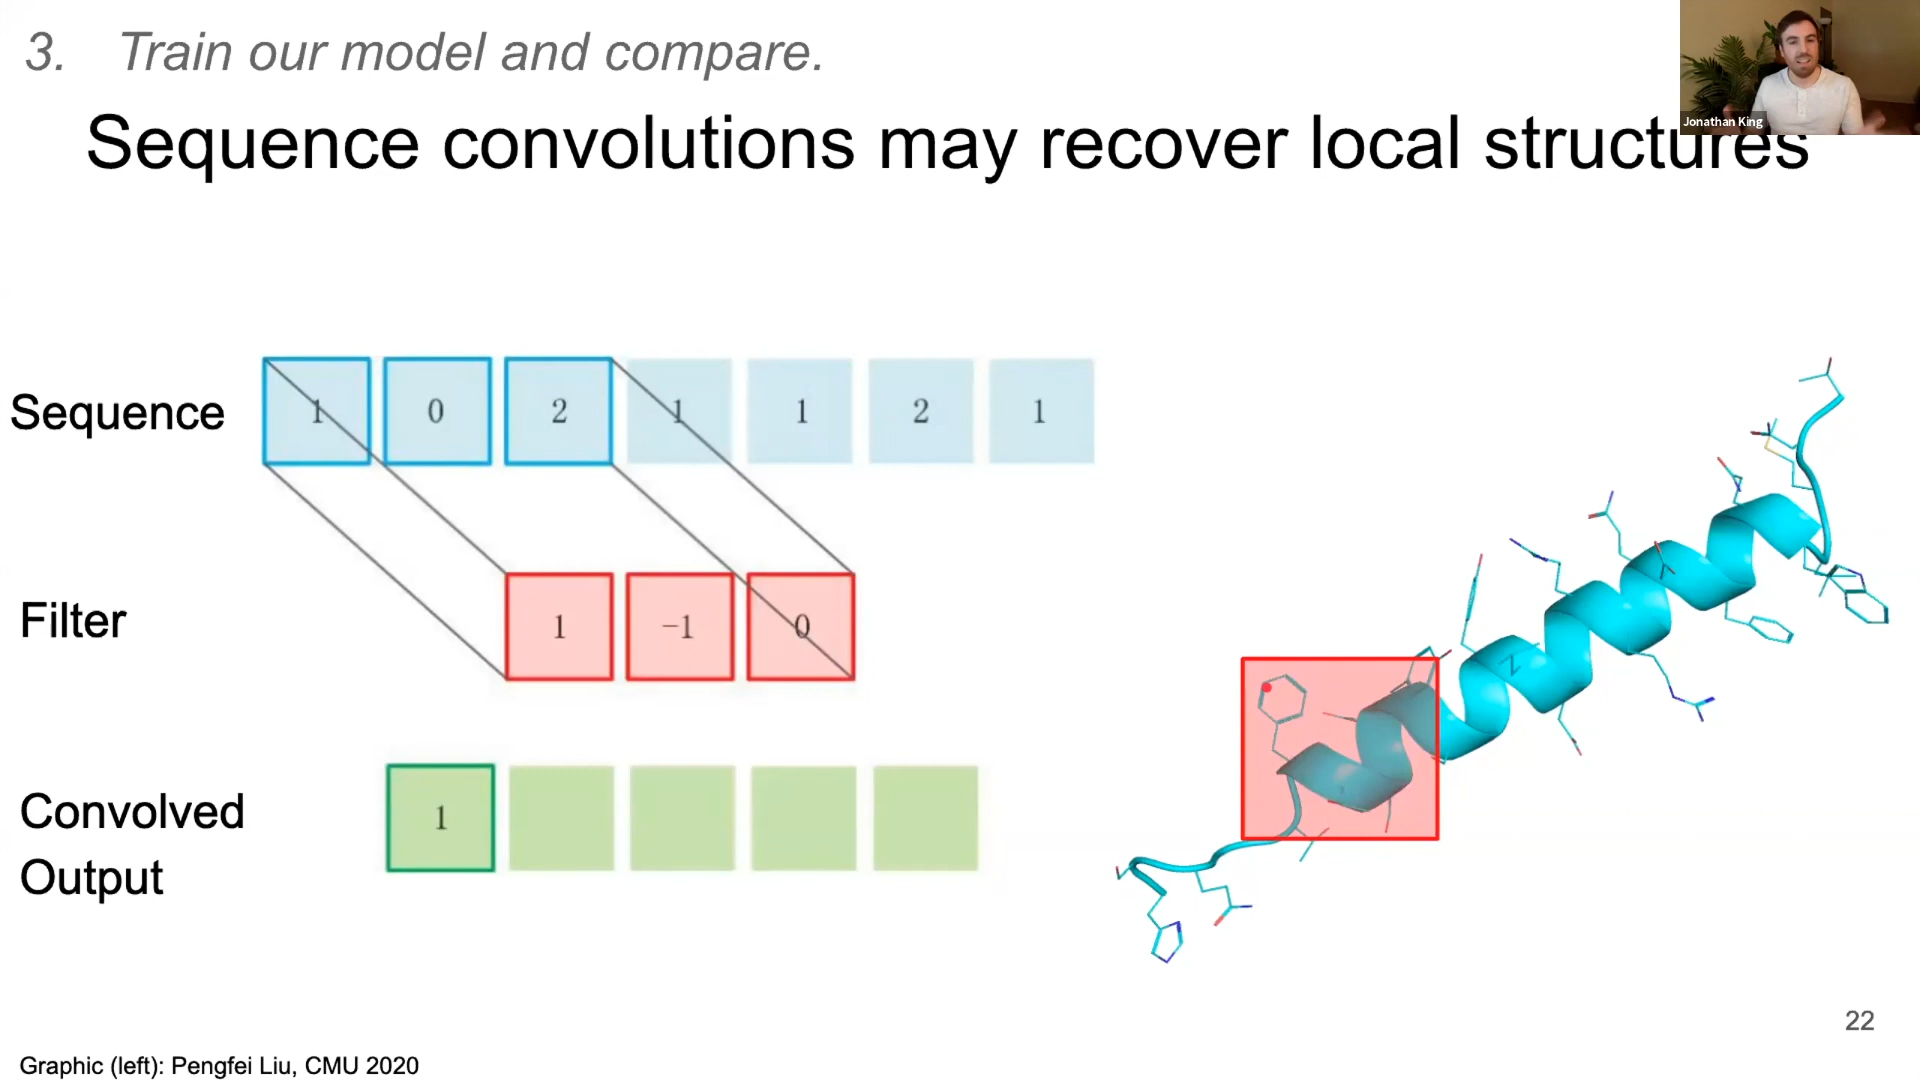 3. Train our model and compare.
Jonathan King
Sequence convolutions may recover local structures
Sequence 1 0 2 1 1 2 1
Filter 1 -1 0
Convolved
Output
1
22
Graphic (left): Pengfei Liu, CMU 2020